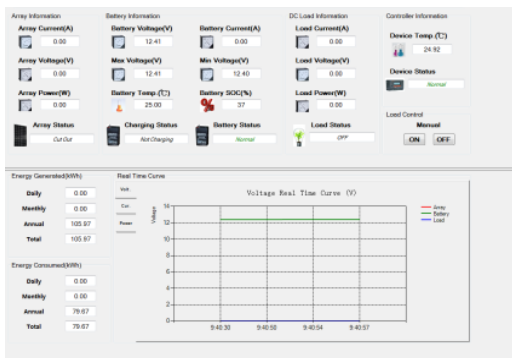 Array Information
Array Current(A)
0.00
Array Voltage(V)
0.00
Array Power(W)
0.00
Array Status
Cut Out
Battery Information
Battery Voltage(V)
12.41
Battery Current(A)
0.00
Max Voltage(V)
12.41
Min Voltage(V)
12.40
Battery Temp.(℃)
25.00
Battery SOC(%)
37
Charging Status
Not Charging
Battery Status
Normal
DC Load Information
Load Current(A)
0.00
Load Voltage(V)
0.00
Load Power(W)
0.00
Load Status
OFF
Controller Information
Device Temp.(℃)
24.92
Device Status
Normal
Load Control
Manual
ON OFF
Energy Generated(kWh)
Daily 0.00
Monthly 0.00
Annual 105.97
Total 105.97
Energy Consumed(kWh)
Daily 0.00
Monthly 0.00
Annual 79.67
Total 79.67
Real Time Curve
Volt.
Cur.
Power
Voltage Real Time Curve (V)
Voltage
14
12
10
8
6
4
2
0
9:40:30 9:40:50 9:40:54 9:40:57
Array
Battery
Load